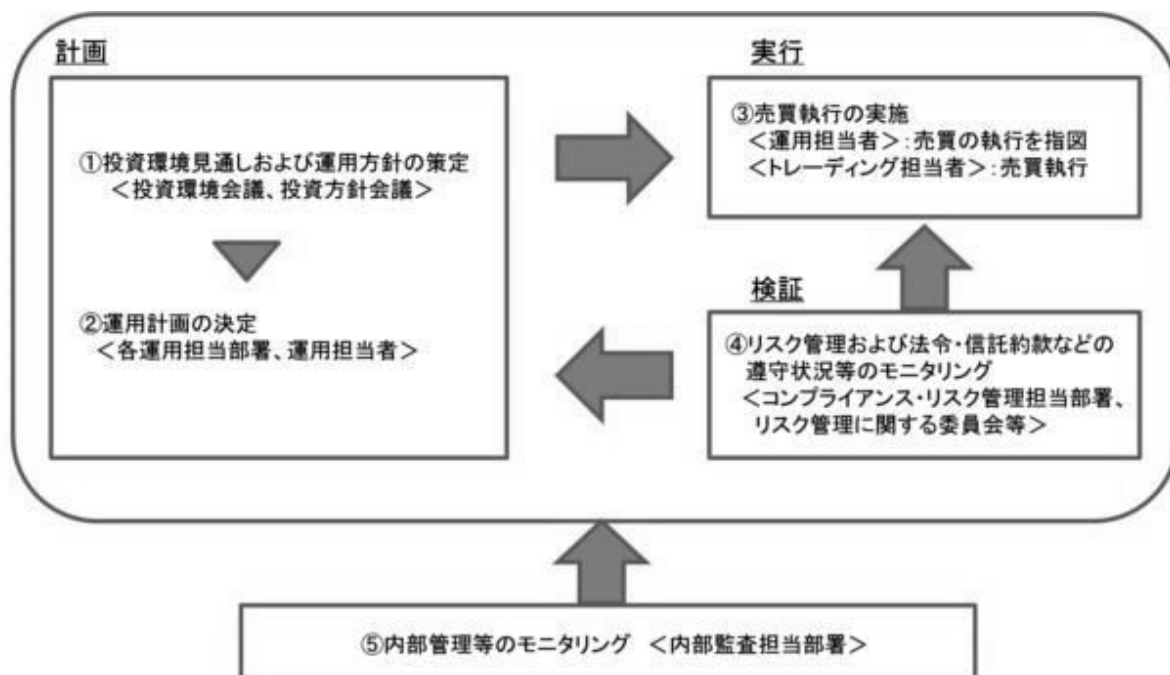 計画
①投資環境見通しおよび運用方針の策定
＜投資環境会議、投資方針会議＞
②運用計画の決定
＜各運用担当部署、運用担当者＞
実行
③売買執行の実施
＜運用担当者＞：売買の執行を指図
＜トレーディング担当者＞：売買執行
検証
④リスク管理および法令・信託約款などの
遵守状況等のモニタリング
＜コンプライアンス・リスク管理担当部署、
リスク管理に関する委員会等＞
⑤内部管理等のモニタリング　＜内部監査担当部署＞